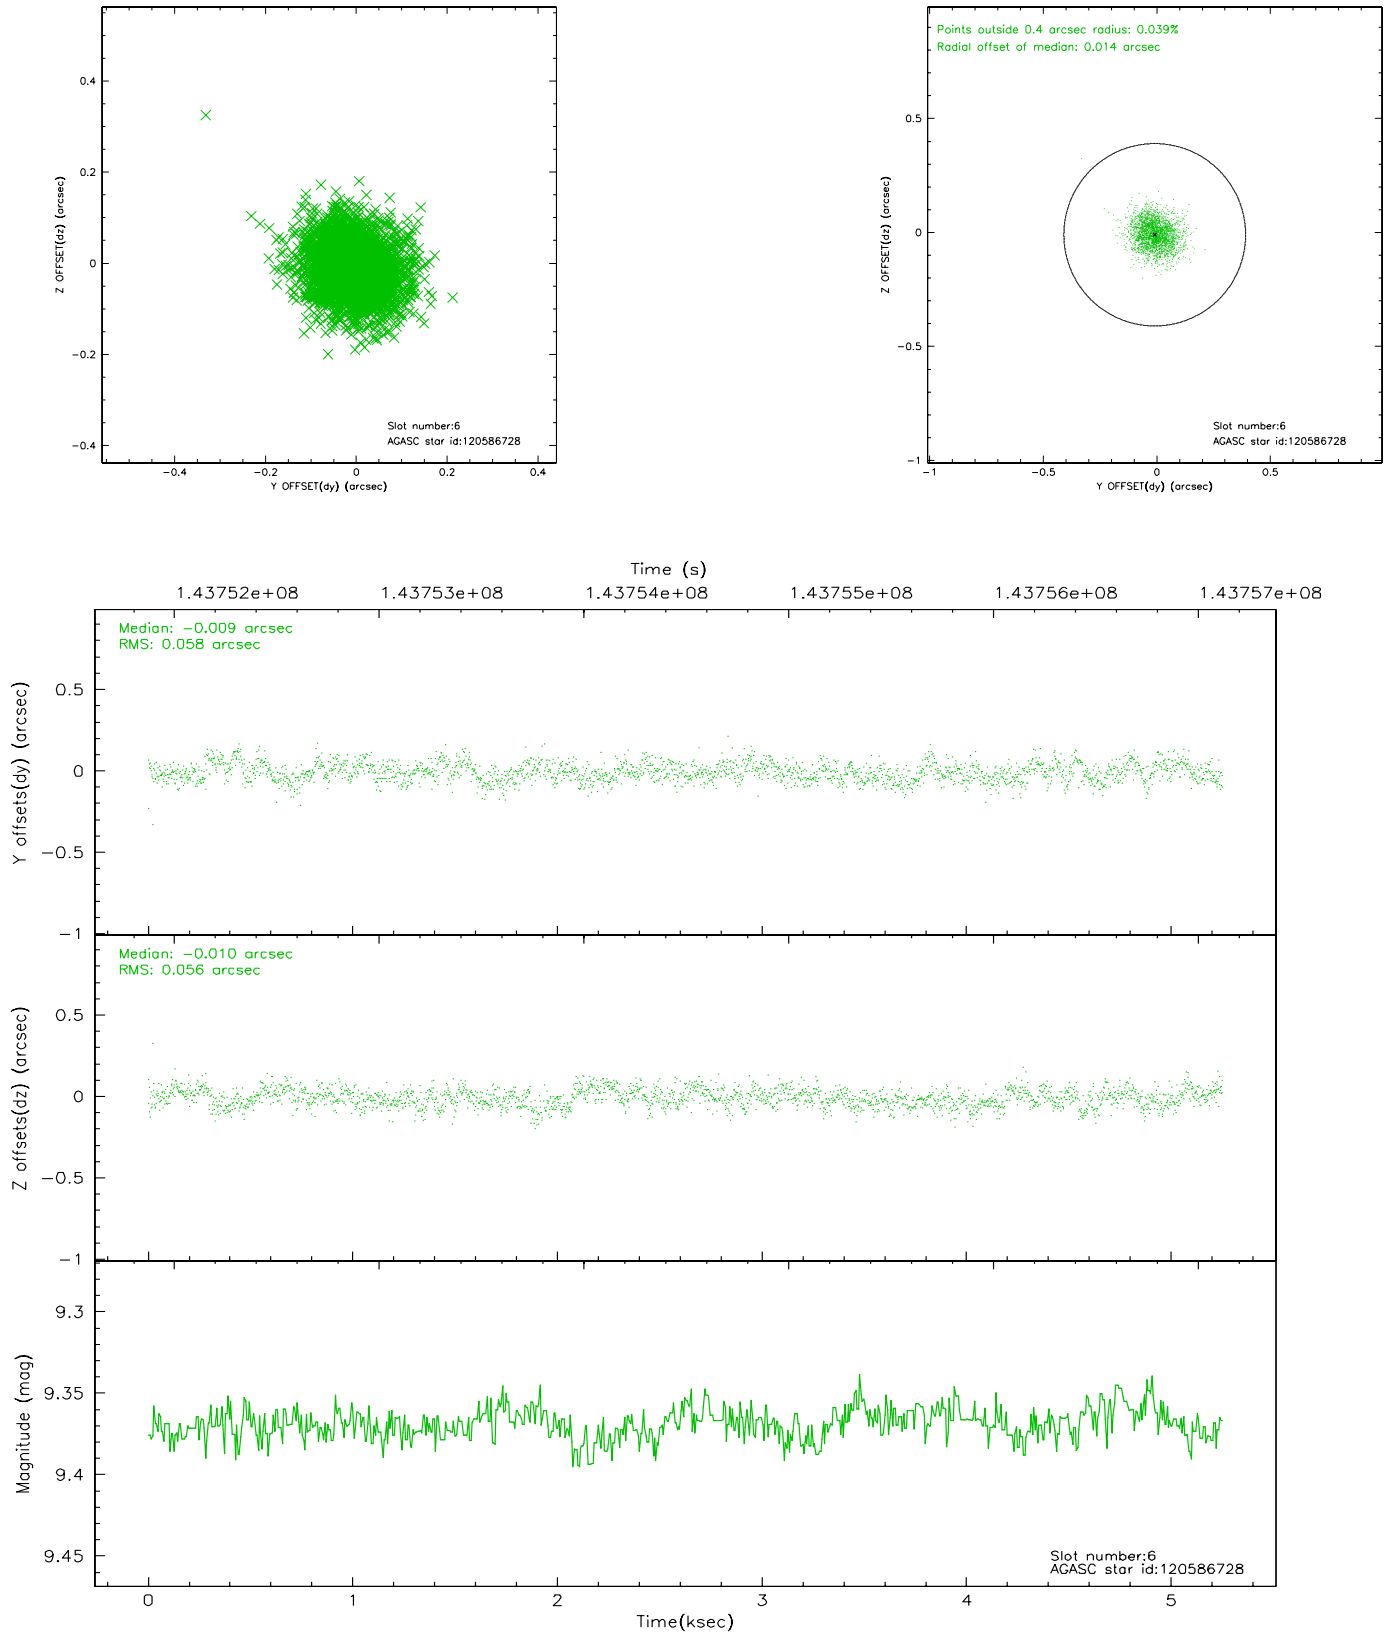 0.4
0.2
0
−0.2
−0.4
Z OFFSET(dz) (arcsec)
Slot number:6
AGASC star id:120586728
−0.4
−0.2
0
0.2
0.4
Y OFFSET(dy) (arcsec)
Points outside 0.4 arcsec radius: 0.039%
Radial offset of median: 0.014 arcsec
0.5
0
−0.5
−1
Z OFFSET(dz) (arcsec)
Slot number:6
AGASC star id:120586728
−1
−0.5
0
0.5
Y OFFSET(dy) (arcsec)
Time (s)
1.43752e+08
1.43753e+08
1.43754e+08
1.43755e+08
1.43756e+08
1.43757e+08
Median: −0.009 arcsec
RMS: 0.058 arcsec
0.5
0
−0.5
−1
Y offsets(dy) (arcsec)
Median: −0.010 arcsec
RMS: 0.056 arcsec
0.5
0
−0.5
−1
Z offsets(dz) (arcsec)
9.3
9.35
9.4
9.45
Magnitude (mag)
Slot number:6
AGASC star id:120586728
0
1
2
3
4
5
Time(ksec)